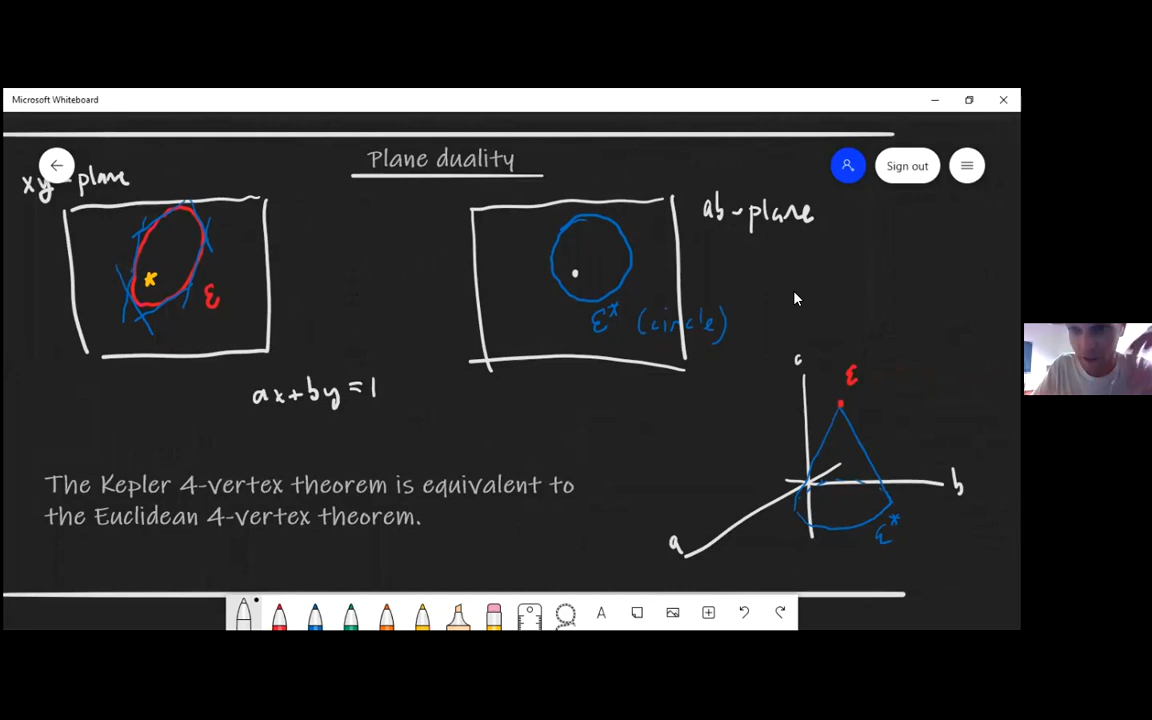 Microsoft Whiteboard
Plane duality
Sign out
xy-plane
ab-plane
ε
ε* (circle)
ax+by=1
c
ε
The Kepler 4-vertex theorem is equivalent to
the Euclidean 4-vertex theorem.
b
a
ε*
A